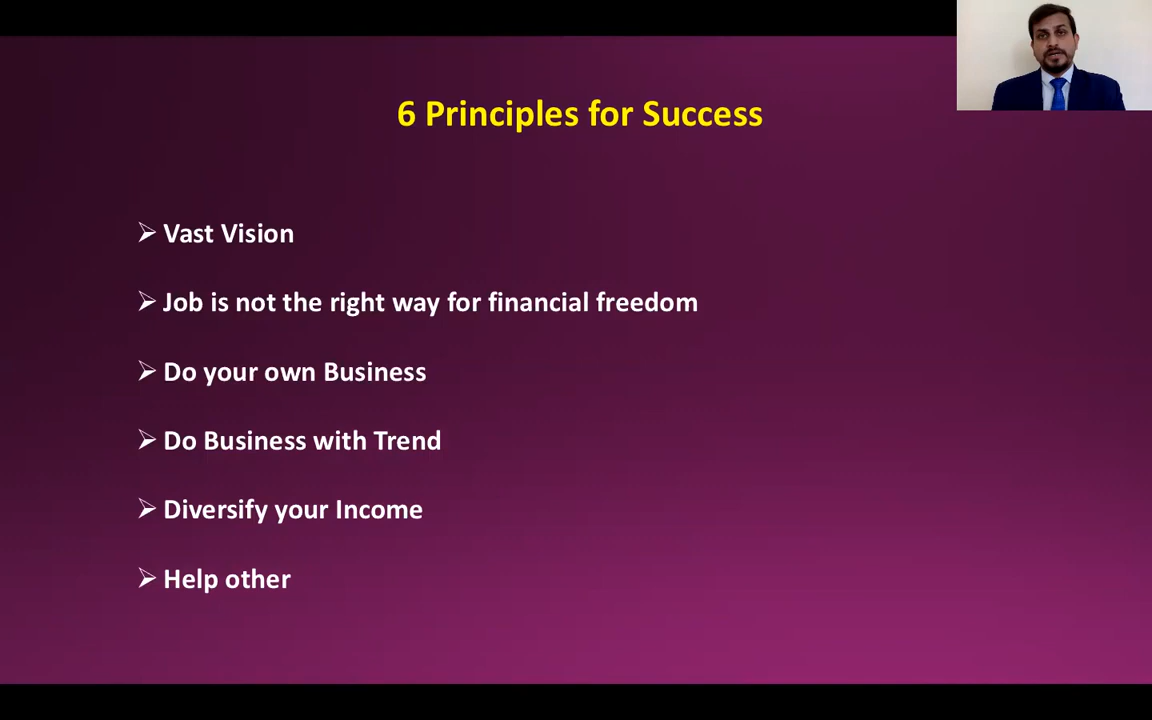 6 Principles for Success
➢ Vast Vision
➢ Job is not the right way for financial freedom
➢ Do your own Business
➢ Do Business with Trend
➢ Diversify your Income
➢ Help other